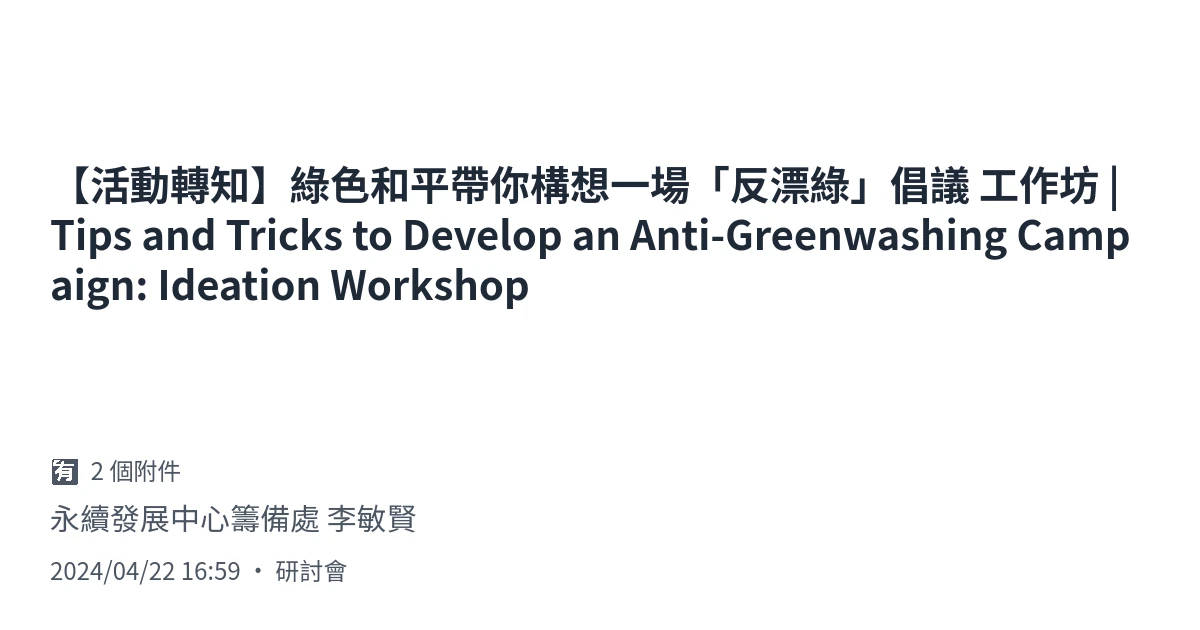 【活動轉知】綠色和平帶你構想一場「反漂綠」倡議 工作坊 |
Tips and Tricks to Develop an Anti-Greenwashing Camp
aign: Ideation Workshop
🈶 2 個附件
永續發展中心籌備處 李敏賢
2024/04/22 16:59 ・ 研討會